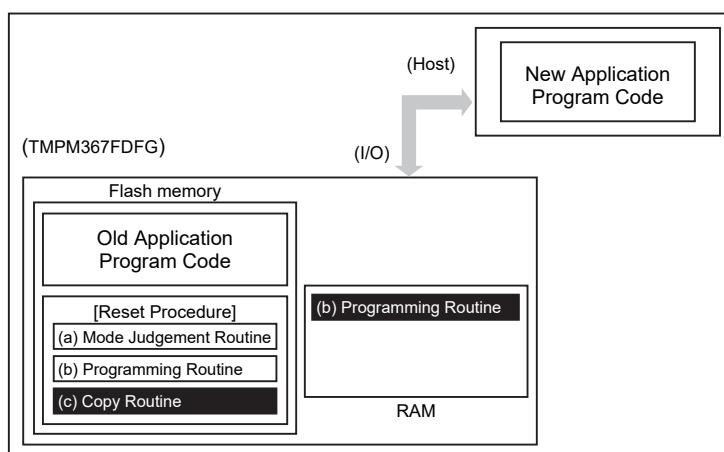 (Host)
New Application
Program Code
(TMPM367FDFG)
(I/O)
Flash memory
Old Application
Program Code
[Reset Procedure]
(a) Mode Judgement Routine
(b) Programming Routine
(c) Copy Routine
(b) Programming Routine
RAM